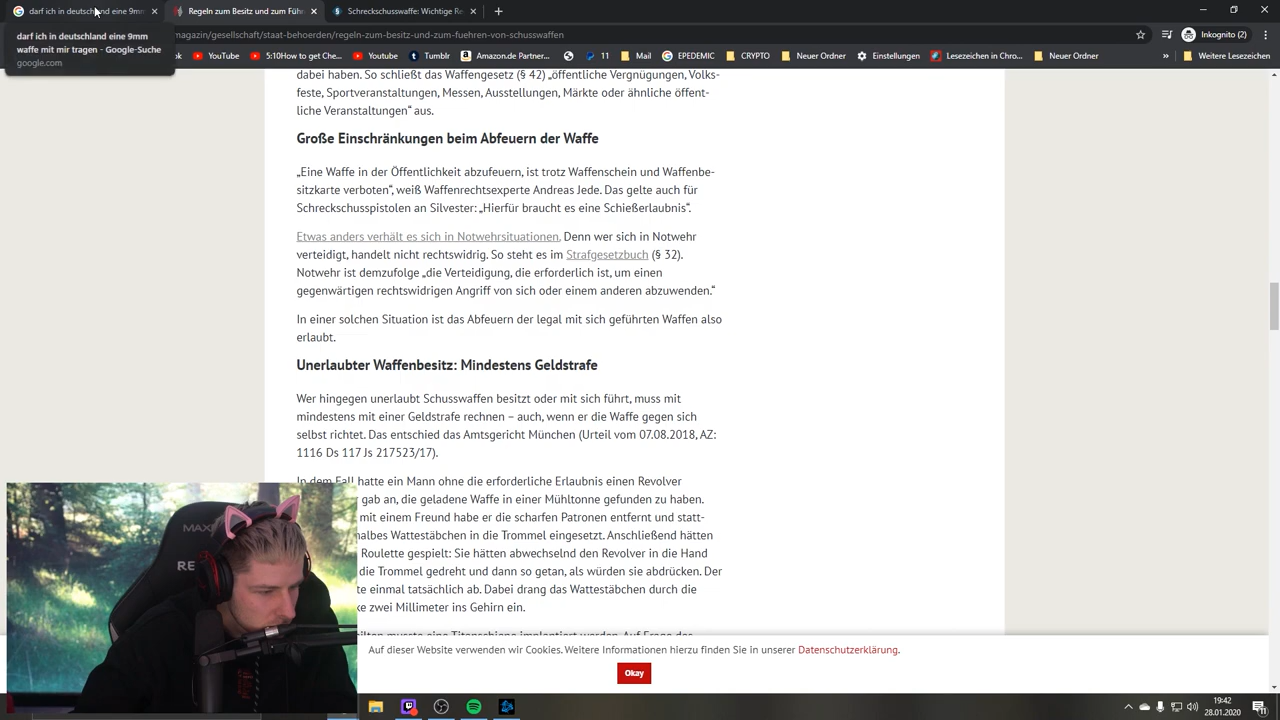 darf ich in deutschland eine 9mm
Regeln zum Besitz und zum Führ
Schreckschusswaffe: Wichtige Re
darf ich in deutschland eine 9mm
waffe mit mir tragen - Google-Suche
google.com
magazin/gesellschaft/staat-behoerden/regeln-zum-besitz-und-zum-fuehren-von-schusswaffen
Inkognito (2)
YouTube
5:10How to get Che...
Home - YouTube
Premium Actors - P...
11
Mail
EPEDEMIC
CRYPTO
Neuer Ordner
Einstellungen
Lesezeichen in Chro...
Neuer Ordner
»
Weitere Lesezeichen
dabei haben. So schließt das Waffengesetz (§ 42) „öffentliche Vergnügungen, Volks-
feste, Sportveranstaltungen, Messen, Ausstellungen, Märkte oder ähnliche öffent-
liche Veranstaltungen“ aus.
Große Einschränkungen beim Abfeuern der Waffe
„Eine Waffe in der Öffentlichkeit abzufeuern, ist trotz Waffenschein und Waffenbe-
sitzkarte verboten“, weiß Waffenrechtsexperte Andreas Jede. Das gelte auch für
Schreckschusspistolen an Silvester: „Hierfür braucht es eine Schießerlaubnis“.
Etwas anders verhält es sich in Notwehrsituationen. Denn wer sich in Notwehr
verteidigt, handelt nicht rechtswidrig. So steht es im Strafgesetzbuch (§ 32).
Notwehr ist demzufolge „die Verteidigung, die erforderlich ist, um einen
gegenwärtigen rechtswidrigen Angriff von sich oder einem anderen abzuwenden.“
In einer solchen Situation ist das Abfeuern der legal mit sich geführten Waffen also
erlaubt.
Unerlaubter Waffenbesitz: Mindestens Geldstrafe
Wer hingegen unerlaubt Schusswaffen besitzt oder mit sich führt, muss mit
mindestens mit einer Geldstrafe rechnen – auch, wenn er die Waffe gegen sich
selbst richtet. Das entschied das Amtsgericht München (Urteil vom 07.08.2018, AZ:
1116 Ds 117 Js 217523/17).
In dem Fall hatte ein Mann ohne die erforderliche Erlaubnis einen Revolver
gab an, die geladene Waffe in einer Mühltonne gefunden zu haben.
mit einem Freund habe er die scharfen Patronen entfernt und statt-
halbes Wattestäbchen in die Trommel eingesetzt. Anschließend hätten
Roulette gespielt: Sie hätten abwechselnd den Revolver in die Hand
die Trommel gedreht und dann so getan, als würden sie abdrücken. Der
te einmal tatsächlich ab. Dabei drang das Wattestäbchen durch die
ke zwei Millimeter ins Gehirn ein.
MAX
RE
Auf dieser Website verwenden wir Cookies. Weitere Informationen hierzu finden Sie in unserer Datenschutzerklärung.
Okay
19:42
28.01.2020